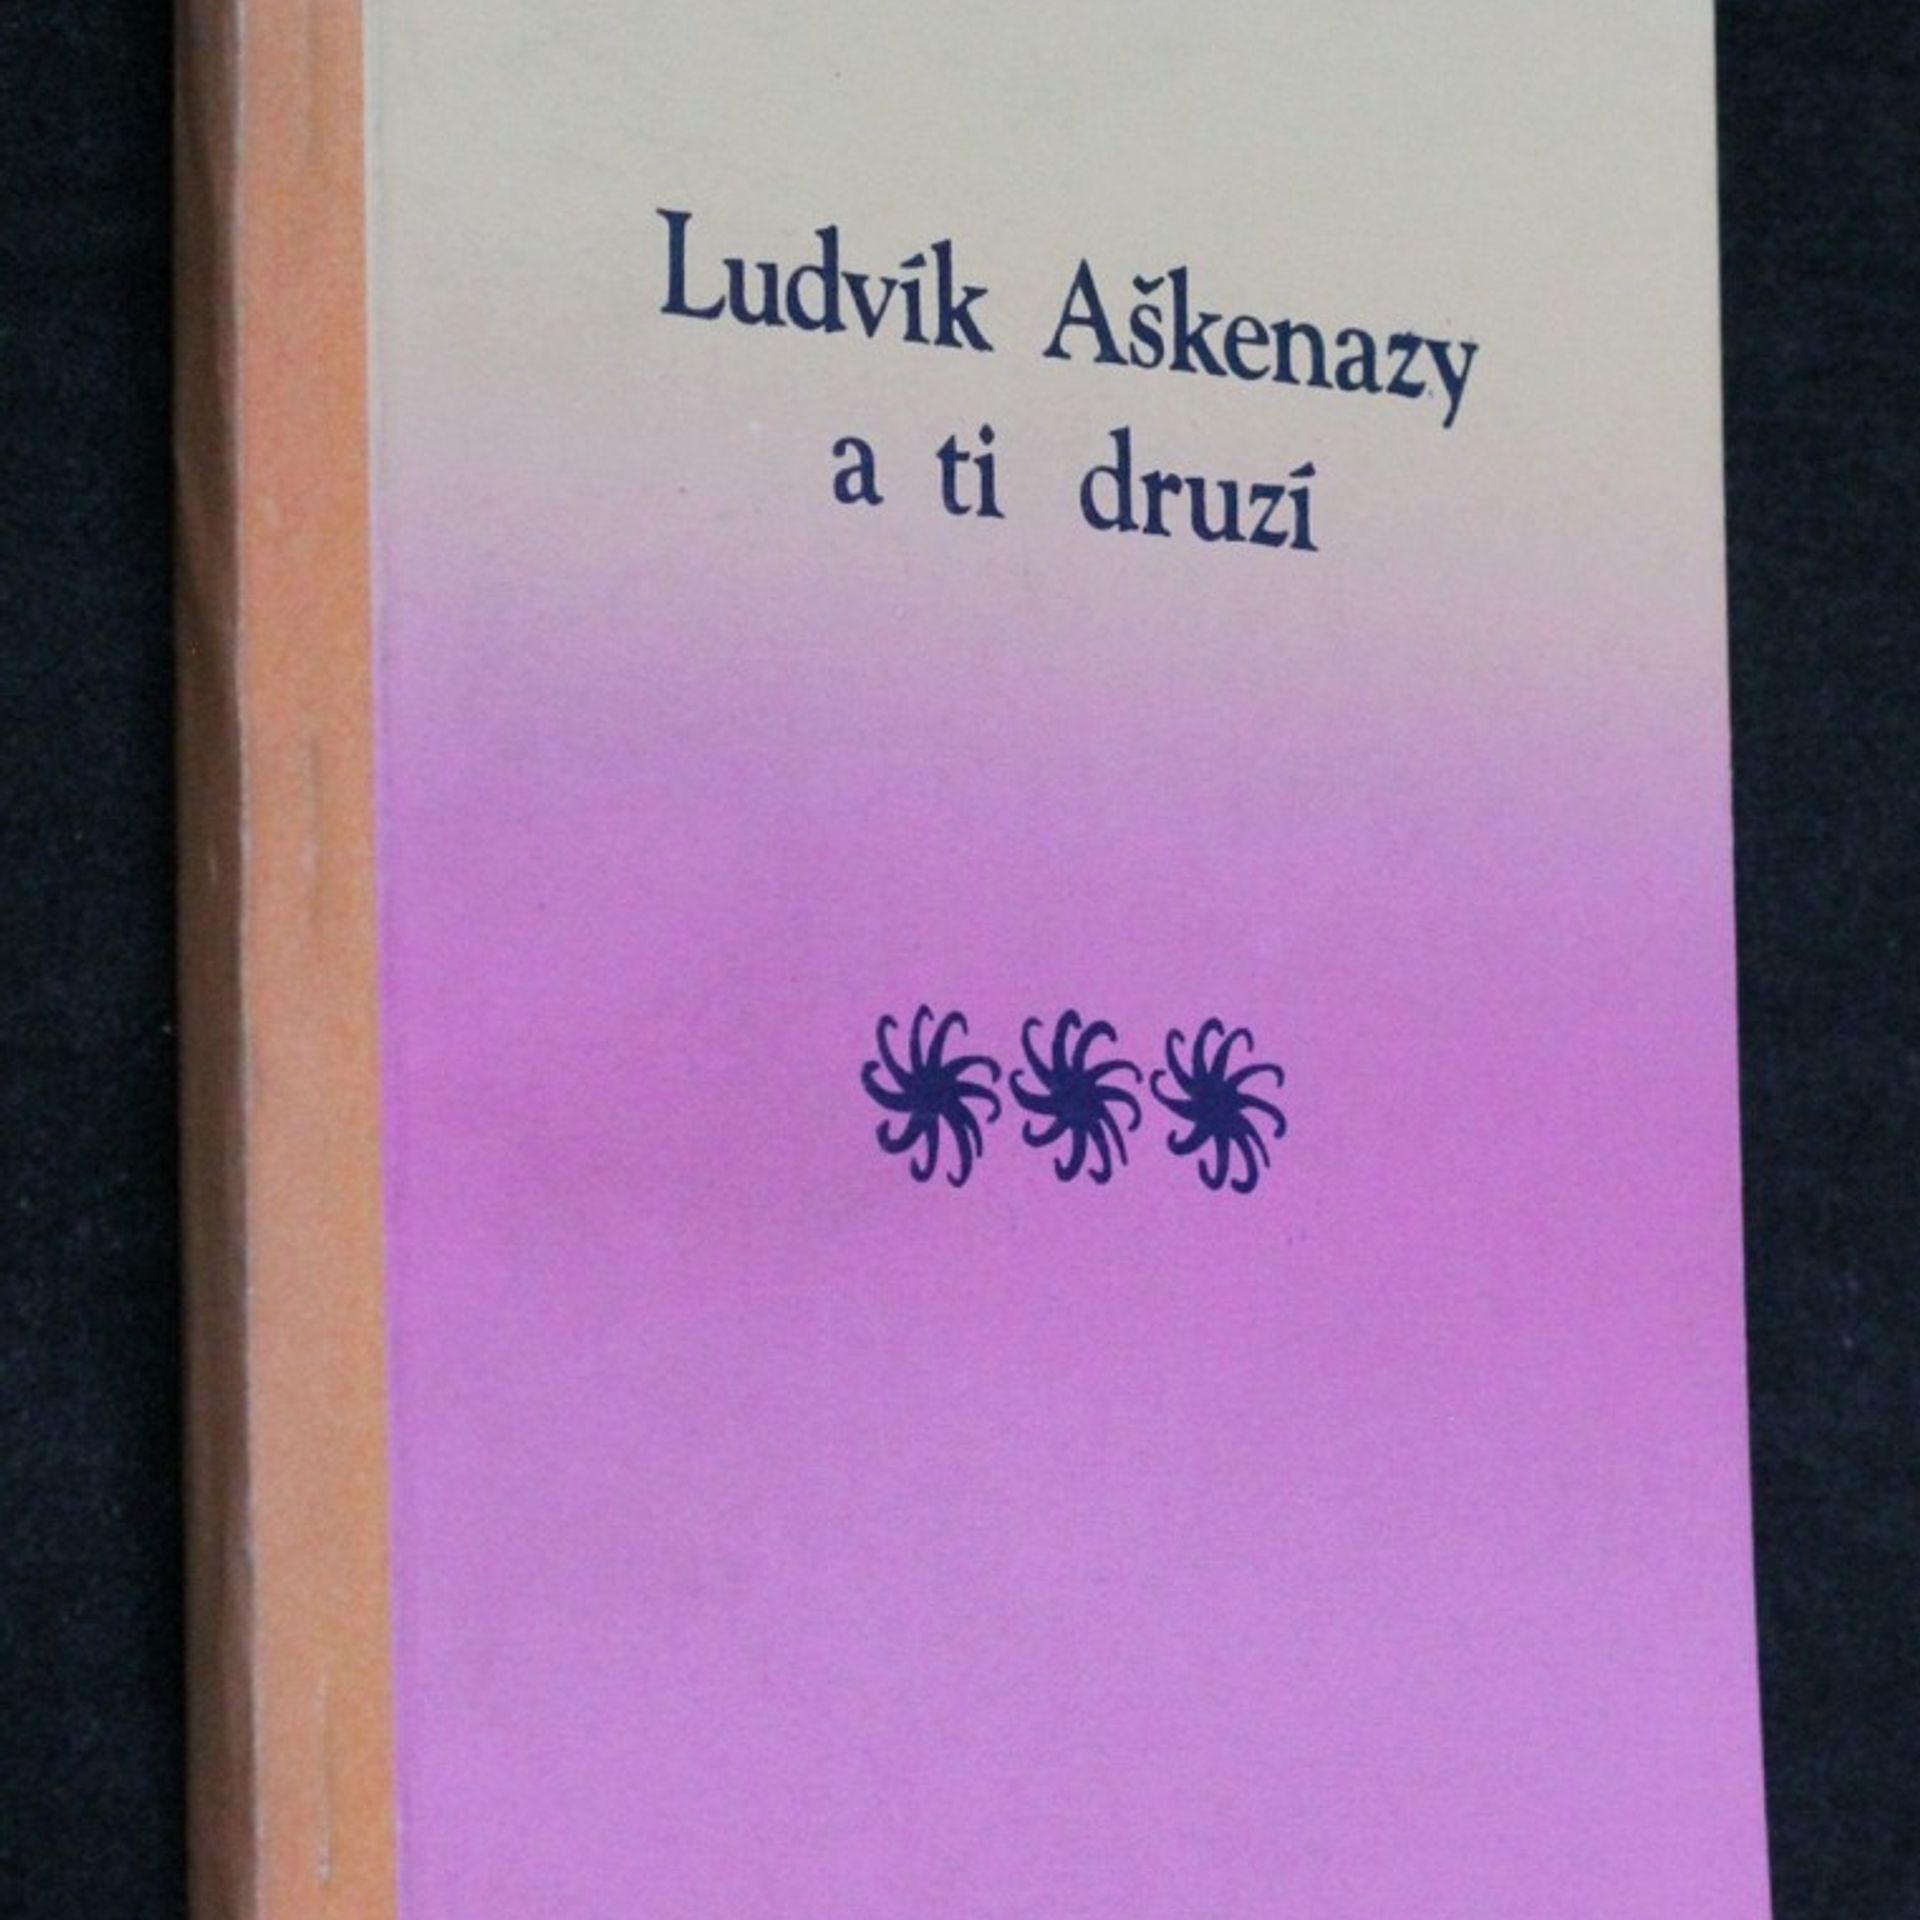 Ludvík Aškenazy
a ti druzí